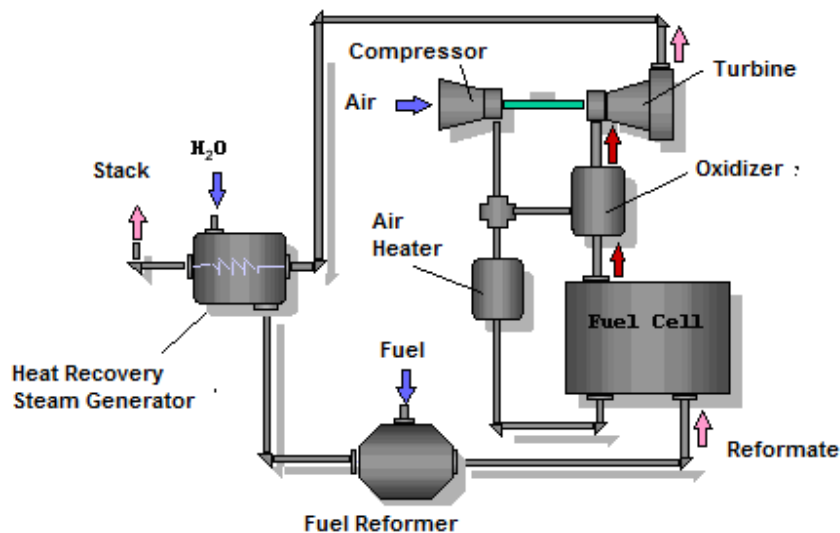 Compressor
Turbine
Air
H₂O
Stack
Oxidizer
Air
Heater
Fuel Cell
Heat Recovery
Steam Generator
Fuel
Reformate
Fuel Reformer